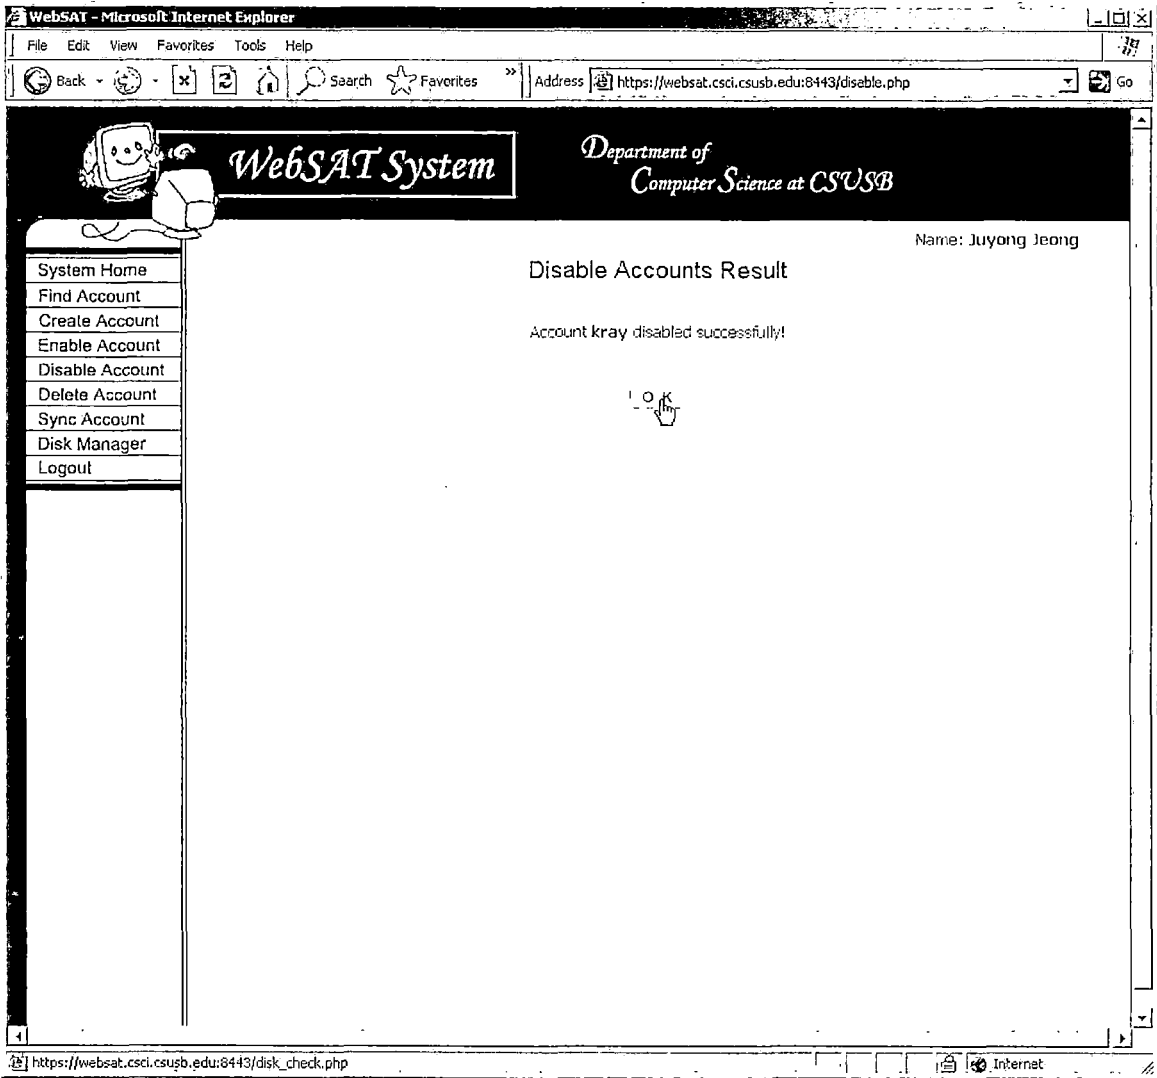 WebSAT - Microsoft Internet Explorer
File Edit View Favorites Tools Help
Back Search Favorites » Address https://websat.csci.csusb.edu:8443/disable.php Go
WebSAT System
Department of
Computer Science at CSUSB
Name: Juyong Jeong
Disable Accounts Result
System Home
Find Account
Create Account
Enable Account
Disable Account
Delete Account
Sync Account
Disk Manager
Logout
Account kray disabled successfully!
O K
https://websat.csci.csusb.edu:8443/disk_check.php Internet